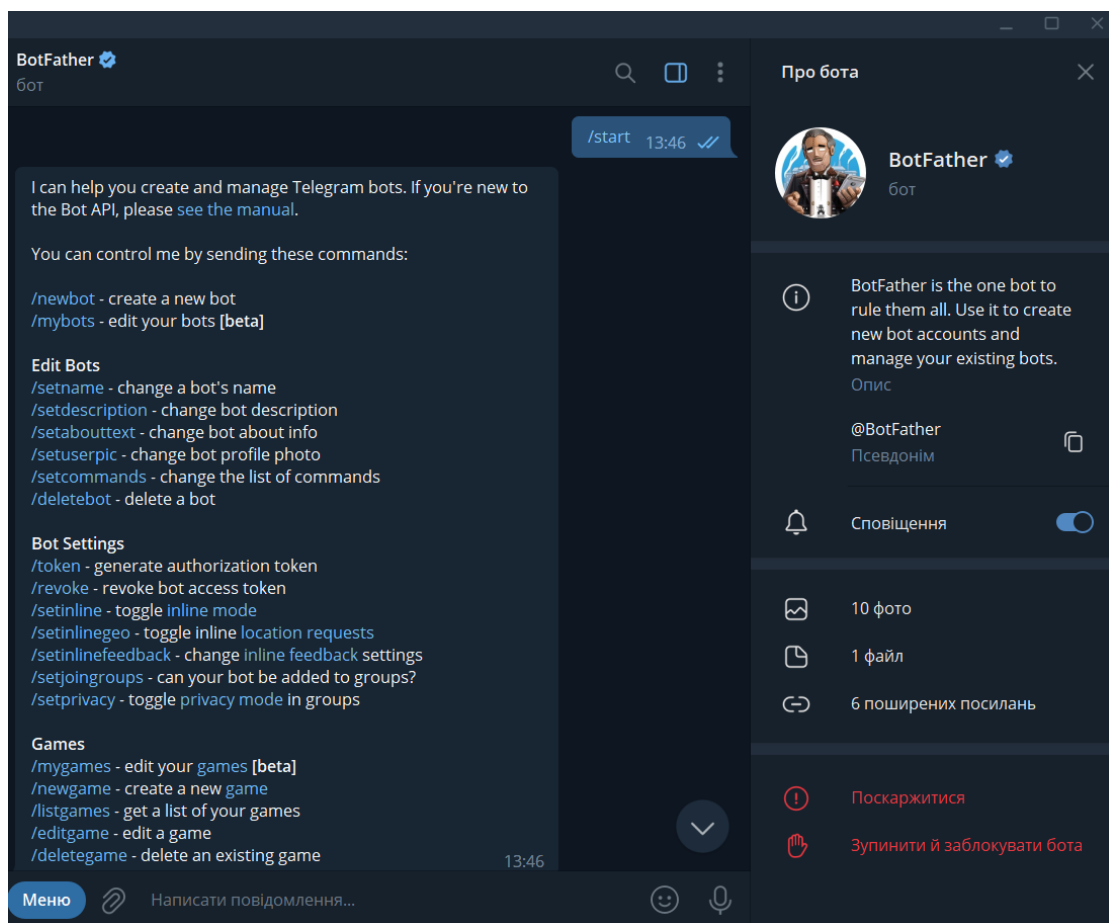 BotFather
бот
/start 13:46
I can help you create and manage Telegram bots. If you're new to
the Bot API, please see the manual.
You can control me by sending these commands:
/newbot - create a new bot
/mybots - edit your bots [beta]
Edit Bots
/setname - change a bot's name
/setdescription - change bot description
/setabouttext - change bot about info
/setuserpic - change bot profile photo
/setcommands - change the list of commands
/deletebot - delete a bot
Bot Settings
/token - generate authorization token
/revoke - revoke bot access token
/setinline - toggle inline mode
/setinlinegeo - toggle inline location requests
/setinlinefeedback - change inline feedback settings
/setjoingroups - can your bot be added to groups?
/setprivacy - toggle privacy mode in groups
Games
/mygames - edit your games [beta]
/newgame - create a new game
/listgames - get a list of your games
/editgame - edit a game
/deletegame - delete an existing game
13:46
Меню
Написати повідомлення...
Про бота
BotFather
бот
BotFather is the one bot to
rule them all. Use it to create
new bot accounts and
manage your existing bots.
Опис
@BotFather
Псевдонім
Сповіщення
10 фото
1 файл
6 поширених посилань
Поскаржитися
Зупинити й заблокувати бота